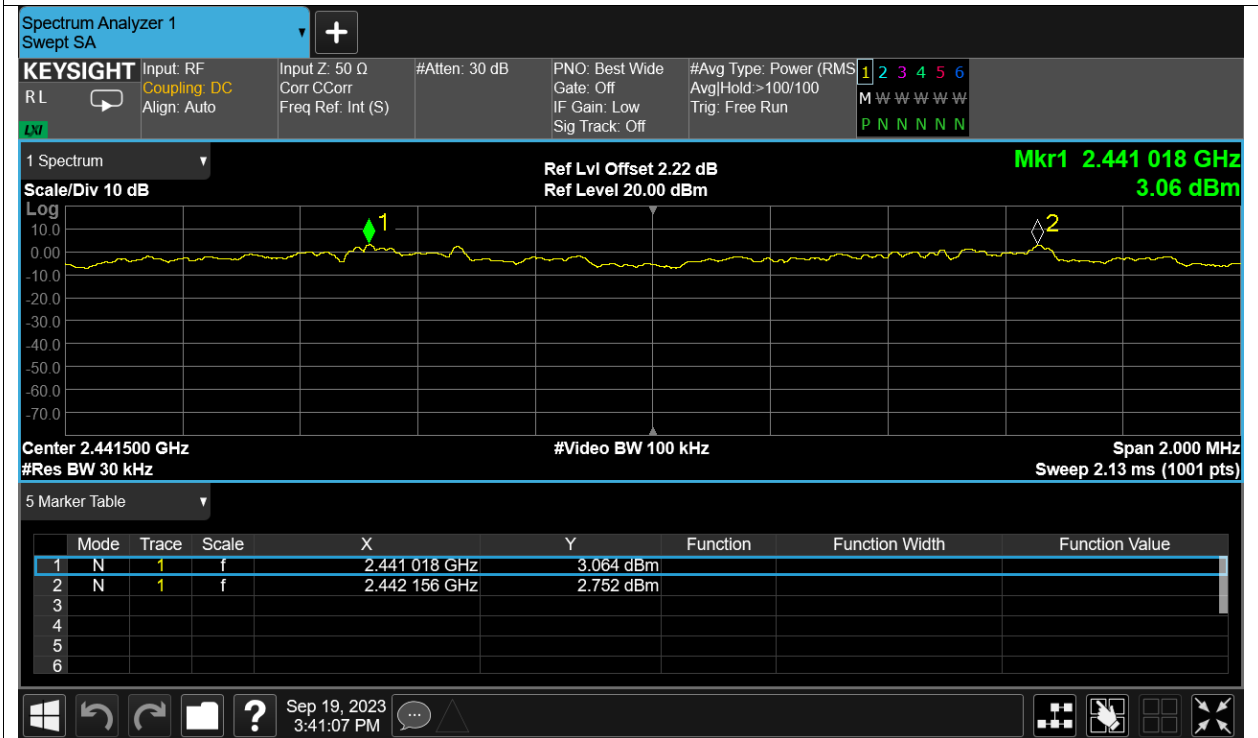 Spectrum Analyzer 1
Swept SA
+
KEYSIGHT Input: RF Input Z: 50 Ω #Atten: 30 dB PNO: Best Wide #Avg Type: Power (RMS 1 2 3 4 5 6
RL Coupling: DC Corr CCorr Gate: Off Avg|Hold:>100/100 M W W W W W
Align: Auto Freq Ref: Int (S) IF Gain: Low Trig: Free Run
LXI Sig Track: Off P N N N N N
1 Spectrum
Ref Lvl Offset 2.22 dB Mkr1 2.441 018 GHz
Scale/Div 10 dB Ref Level 20.00 dBm 3.06 dBm
Log
1 2
10.0
0.00
-10.0
-20.0
-30.0
-40.0
-50.0
-60.0
-70.0
Center 2.441500 GHz #Video BW 100 kHz Span 2.000 MHz
#Res BW 30 kHz Sweep 2.13 ms (1001 pts)
5 Marker Table
Mode Trace Scale X Y Function Function Width Function Value
1 N 1 f 2.441 018 GHz 3.064 dBm
2 N 1 f 2.442 156 GHz 2.752 dBm
3
4
5
6
? Sep 19, 2023
3:41:07 PM